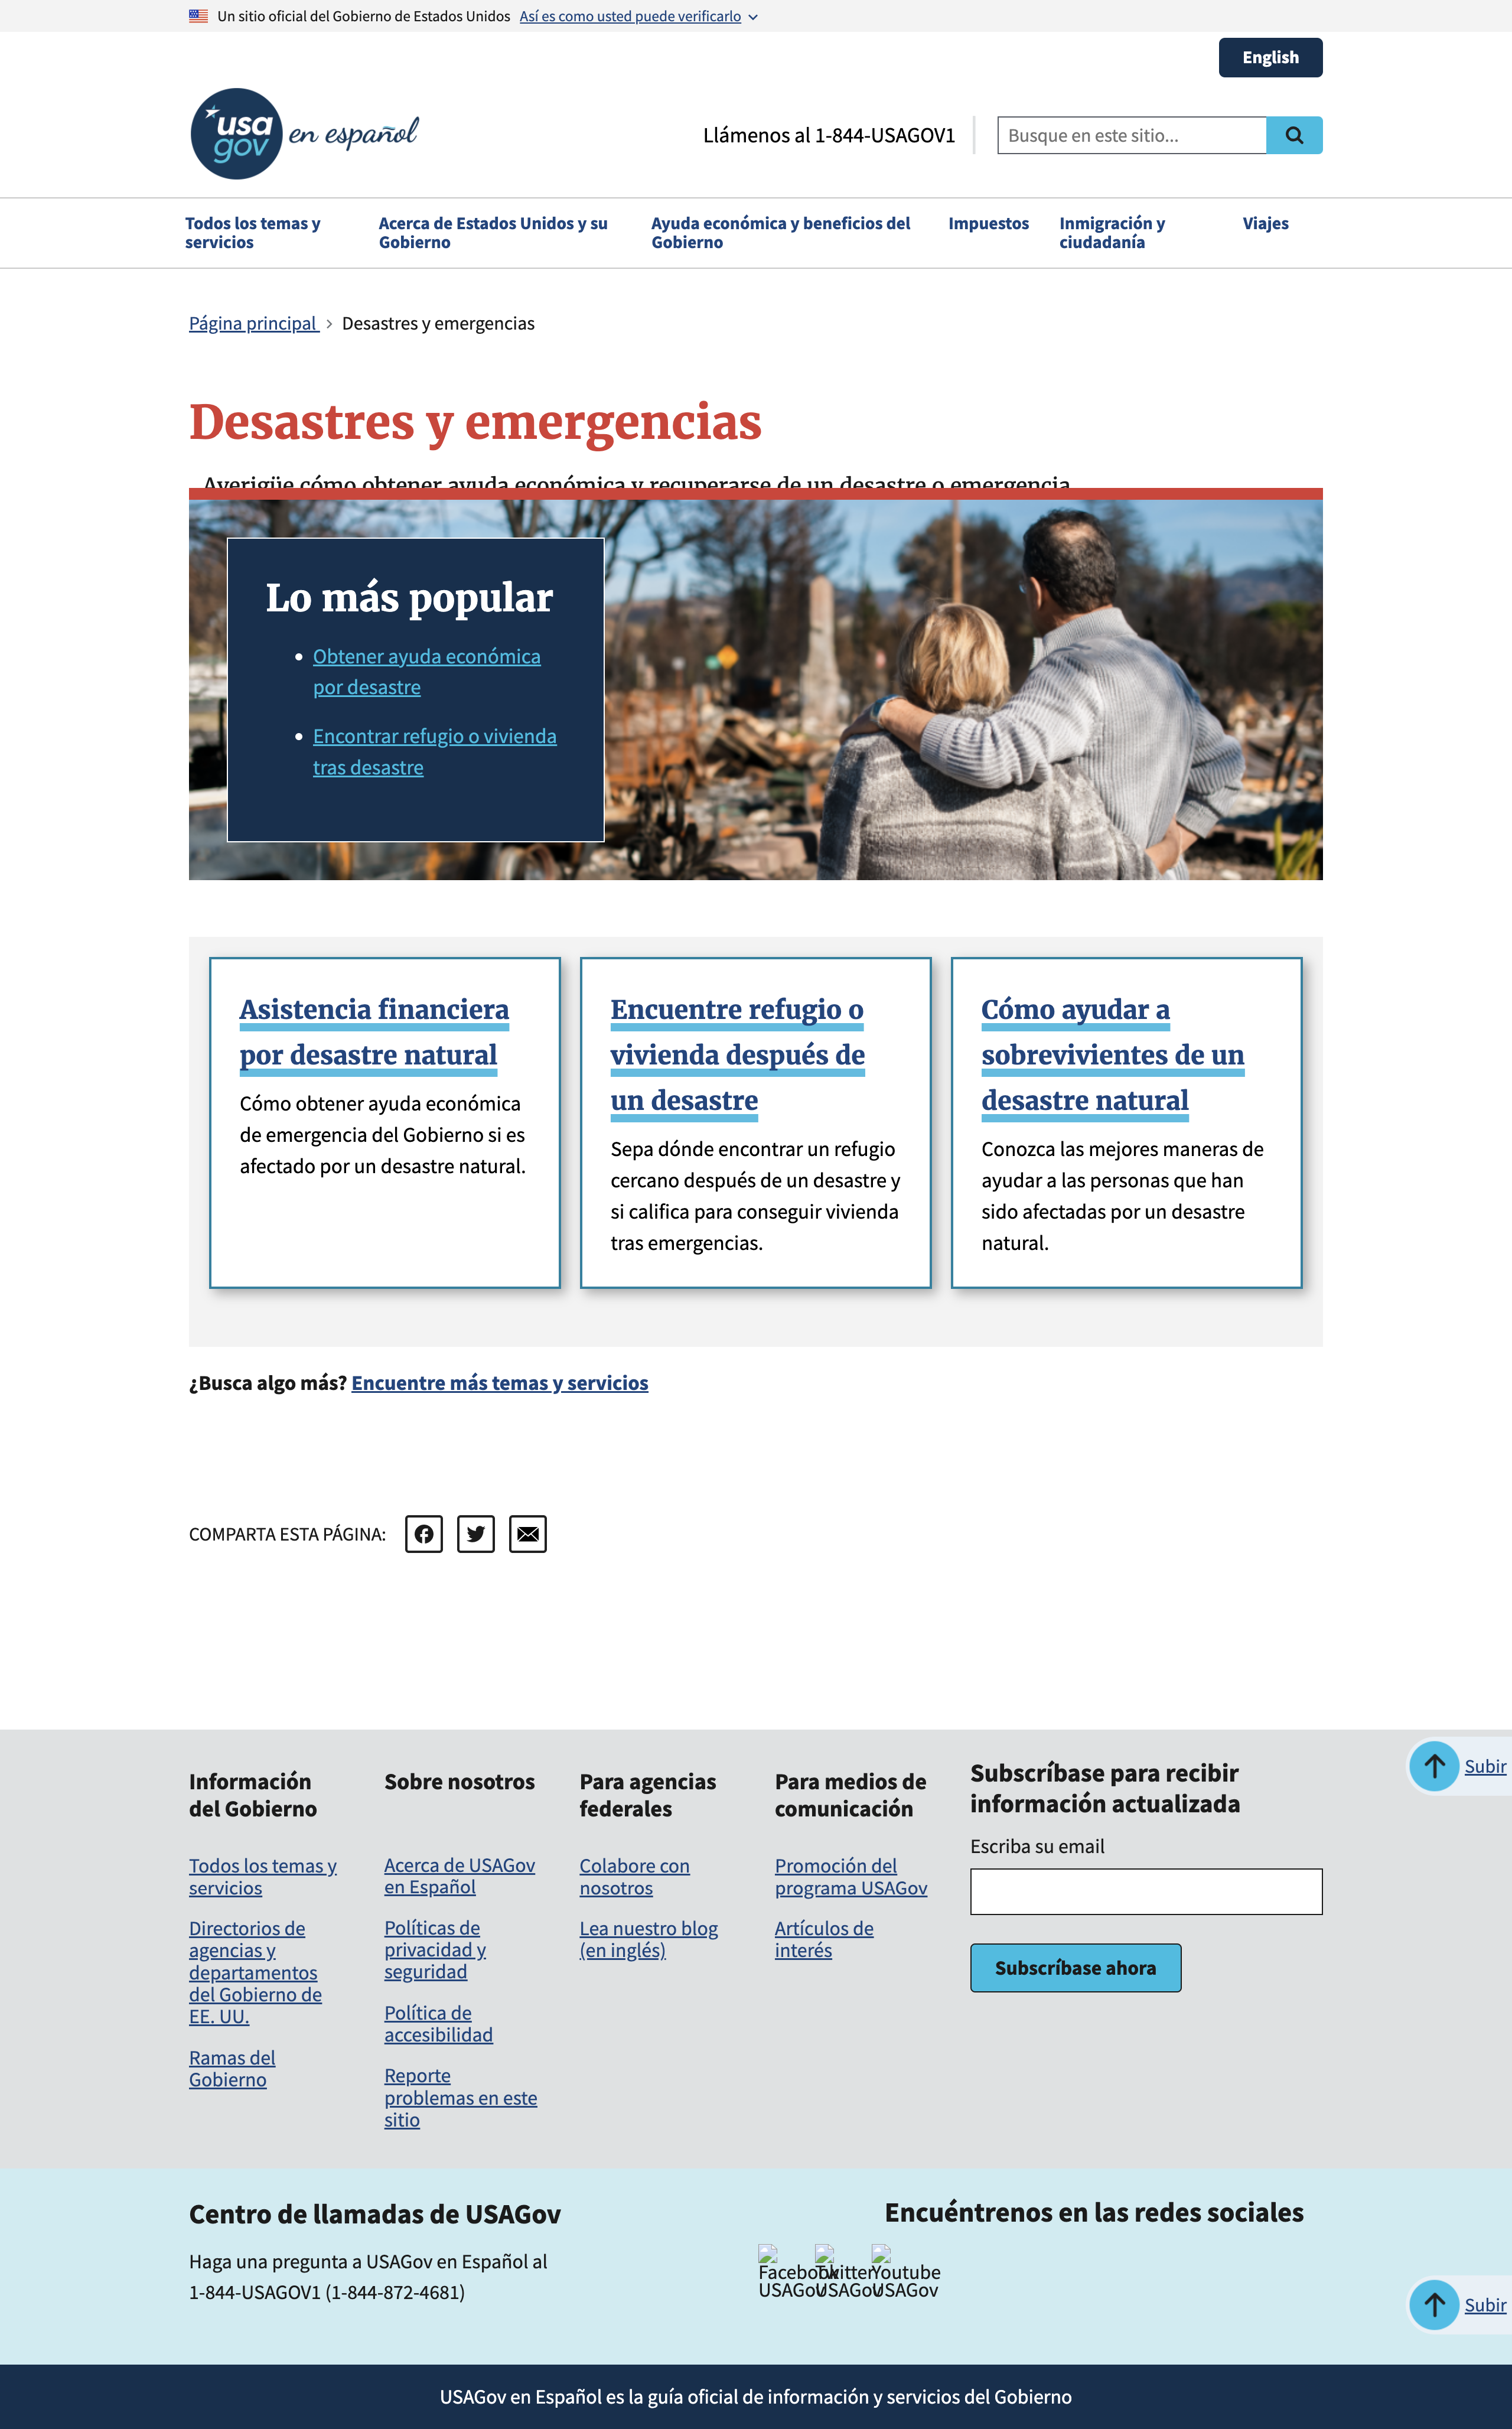 Un sitio oficial del Gobierno de Estados Unidos Así es como usted puede verificarlo
English
usa gov en español
Llámenos al 1-844-USAGOV1
Busque en este sitio...
Todos los temas y servicios
Acerca de Estados Unidos y su Gobierno
Ayuda económica y beneficios del Gobierno
Impuestos
Inmigración y ciudadanía
Viajes
Página principal > Desastres y emergencias
Desastres y emergencias
Averigüe cómo obtener ayuda económica y recuperarse de un desastre o emergencia
Lo más popular
• Obtener ayuda económica
por desastre
• Encontrar refugio o vivienda
tras desastre
Asistencia financiera
por desastre natural
Cómo obtener ayuda económica
de emergencia del Gobierno si es
afectado por un desastre natural.
Encuentre refugio o
vivienda después de
un desastre
Sepa dónde encontrar un refugio
cercano después de un desastre y
si califica para conseguir vivienda
tras emergencias.
Cómo ayudar a
sobrevivientes de un
desastre natural
Conozca las mejores maneras de
ayudar a las personas que han
sido afectadas por un desastre
natural.
¿Busca algo más? Encuentre más temas y servicios
COMPARTA ESTA PÁGINA:
Información
del Gobierno
Todos los temas y
servicios
Directorios de
agencias y
departamentos
del Gobierno de
EE. UU.
Ramas del
Gobierno
Sobre nosotros
Acerca de USAGov
en Español
Políticas de
privacidad y
seguridad
Política de
accesibilidad
Reporte
problemas en este
sitio
Para agencias
federales
Colabore con
nosotros
Lea nuestro blog
(en inglés)
Para medios de
comunicación
Promoción del
programa USAGov
Artículos de
interés
Subscríbase para recibir
información actualizada
Escriba su email
Subscríbase ahora
Subir
Centro de llamadas de USAGov
Haga una pregunta a USAGov en Español al
1-844-USAGOV1 (1-844-872-4681)
Encuéntrenos en las redes sociales
Facebook
USAGov
Twitter
USAGov
Youtube
USAGov
Subir
USAGov en Español es la guía oficial de información y servicios del Gobierno